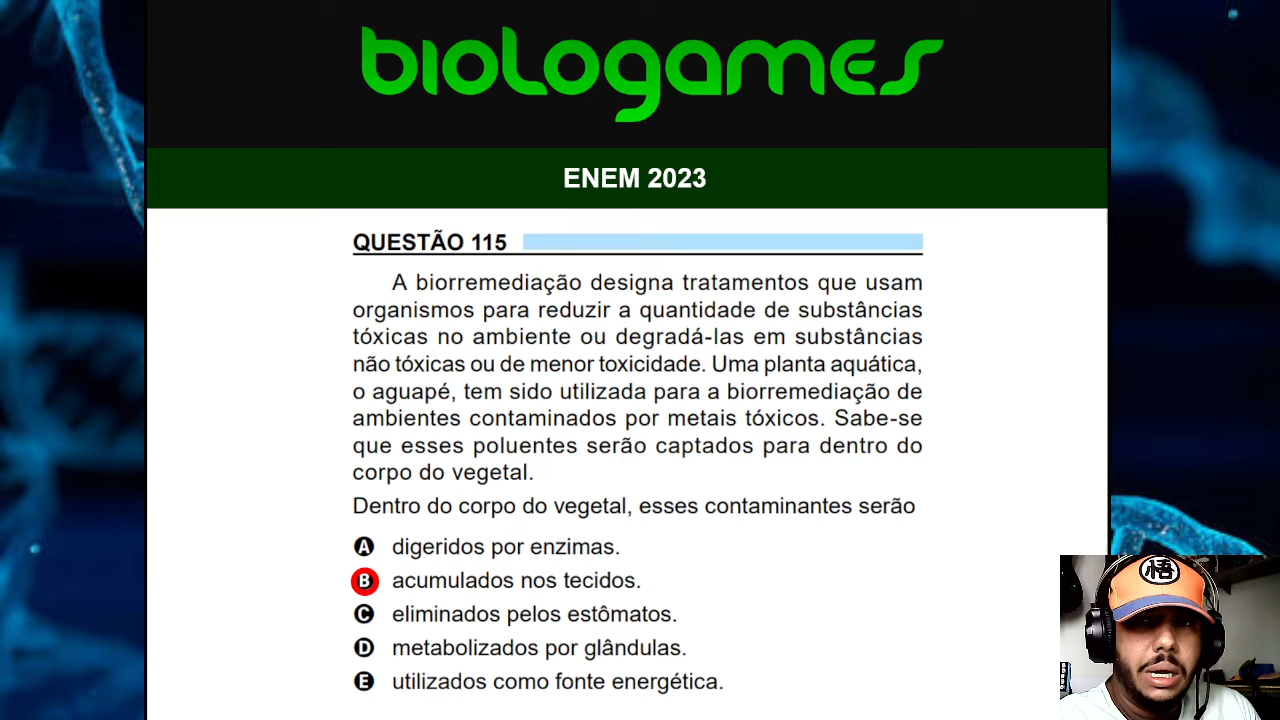 biologames
ENEM 2023
QUESTÃO 115
A biorremediação designa tratamentos que usam
organismos para reduzir a quantidade de substâncias
tóxicas no ambiente ou degradá-las em substâncias
não tóxicas ou de menor toxicidade. Uma planta aquática,
o aguapé, tem sido utilizada para a biorremediação de
ambientes contaminados por metais tóxicos. Sabe-se
que esses poluentes serão captados para dentro do
corpo do vegetal.
Dentro do corpo do vegetal, esses contaminantes serão
A digeridos por enzimas.
B acumulados nos tecidos.
C eliminados pelos estômatos.
D metabolizados por glândulas.
E utilizados como fonte energética.
悟